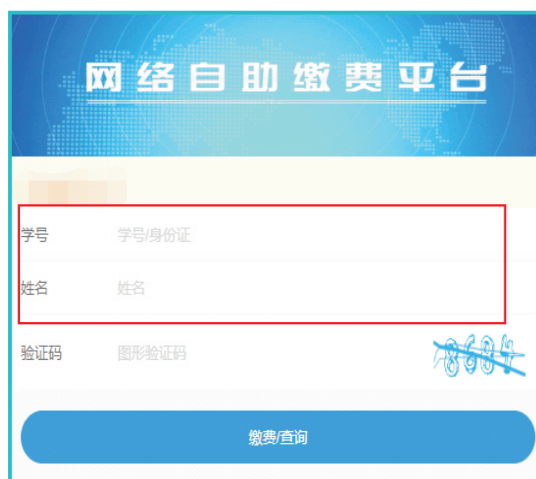 网络自助缴费平台
学号 学号/身份证
姓名 姓名
验证码 图形验证码 8684
缴费/查询